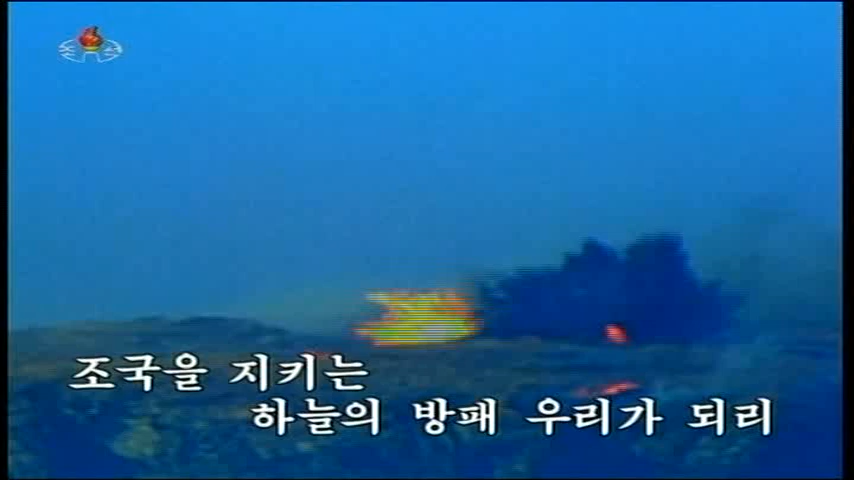 조국을 지키는
하늘의 방패 우리가 되리